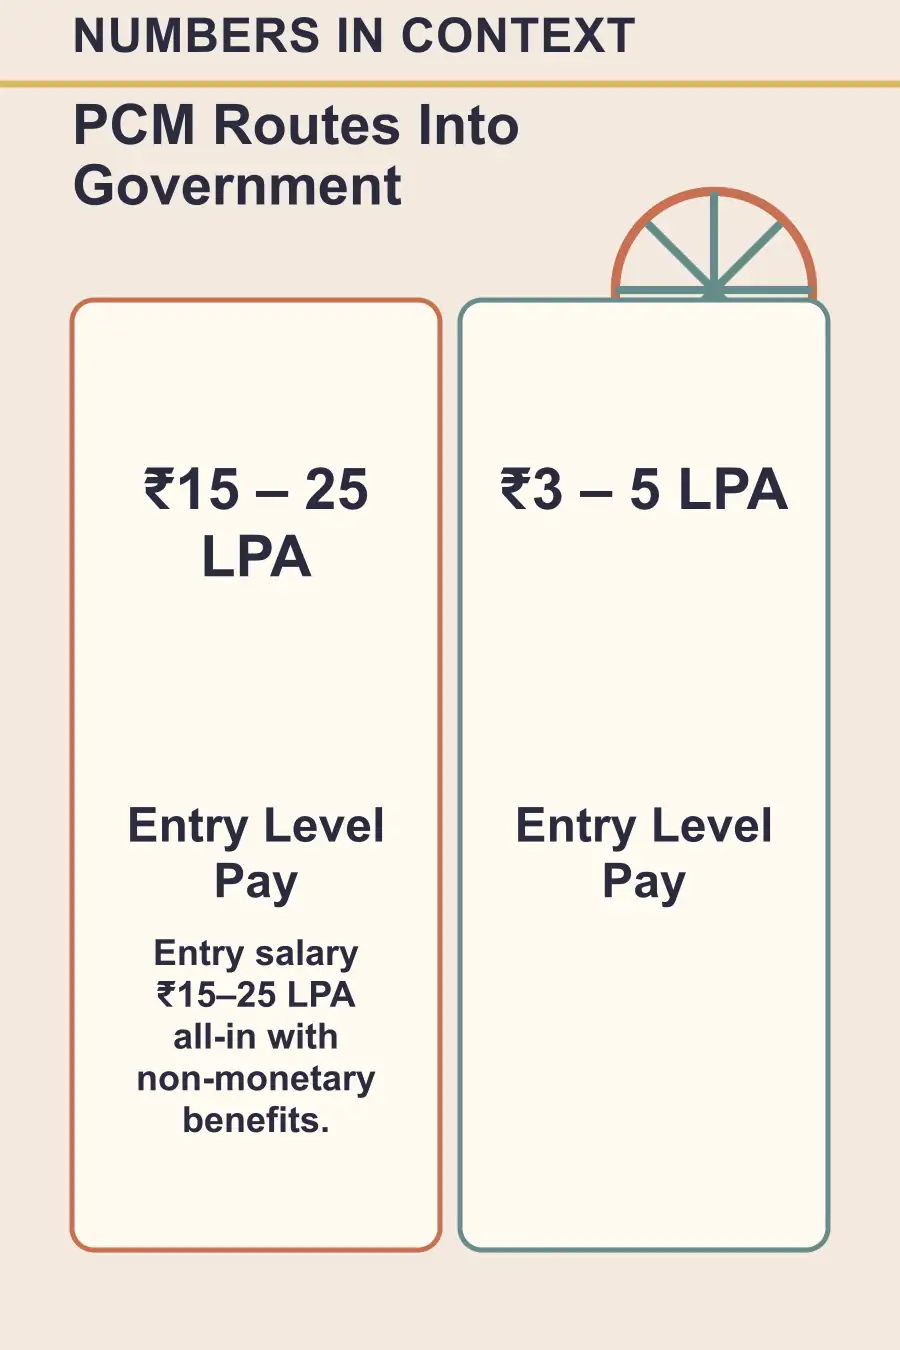 NUMBERS IN CONTEXT
PCM Routes Into
Government
₹15 – 25
LPA
Entry Level
Pay
Entry salary
₹15–25 LPA
all-in with
non-monetary
benefits.
₹3 – 5 LPA
Entry Level
Pay